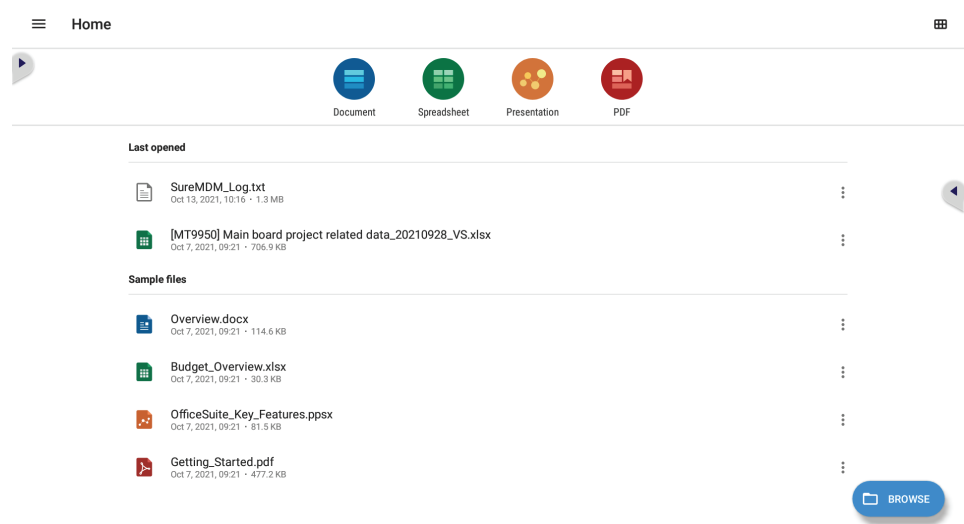 Home
Document Spreadsheet Presentation PDF
Last opened
SureMDM_Log.txt
Oct 13, 2021, 10:16 • 1.3 MB
[MT9950] Main board project related data_20210928_VS.xlsx
Oct 7, 2021, 09:21 • 706.9 KB
Sample files
Overview.docx
Oct 7, 2021, 09:21 • 114.6 KB
Budget_Overview.xlsx
Oct 7, 2021, 09:21 • 30.3 KB
OfficeSuite_Key_Features.ppsx
Oct 7, 2021, 09:21 • 81.5 KB
Getting_Started.pdf
Oct 7, 2021, 09:21 • 477.2 KB
BROWSE